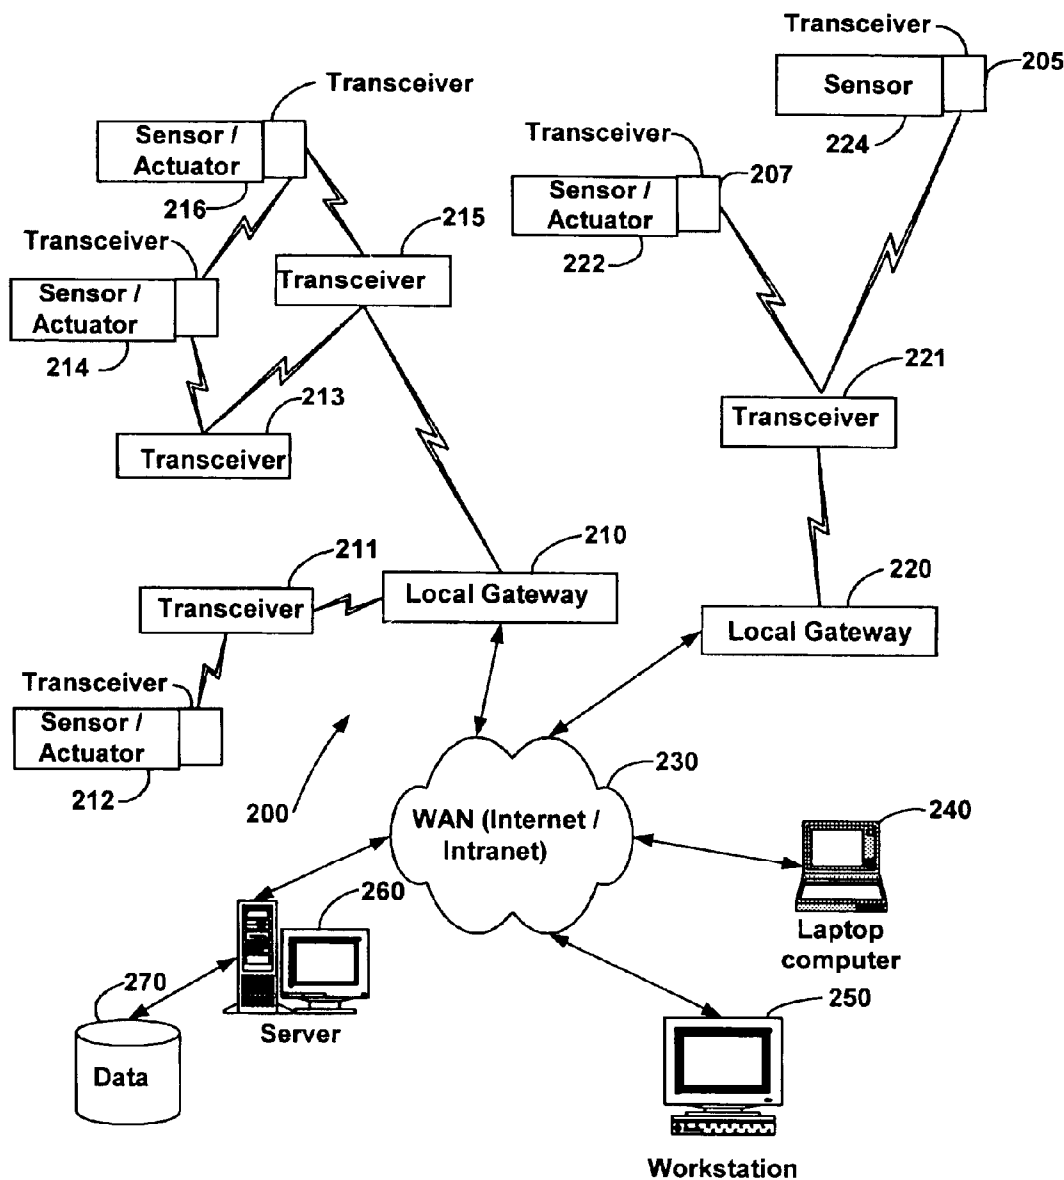 Transceiver
205
Sensor
224
Transceiver
Sensor /
Actuator
216
Transceiver
207
Sensor /
Actuator
222
215
Transceiver
Transceiver
Sensor /
Actuator
214
213
Transceiver
221
Transceiver
210
Local Gateway
211
Transceiver
220
Local Gateway
Transceiver
Sensor /
Actuator
212
200
230
WAN (Internet /
Intranet)
240
Laptop
computer
260
Server
270
Data
250
Workstation